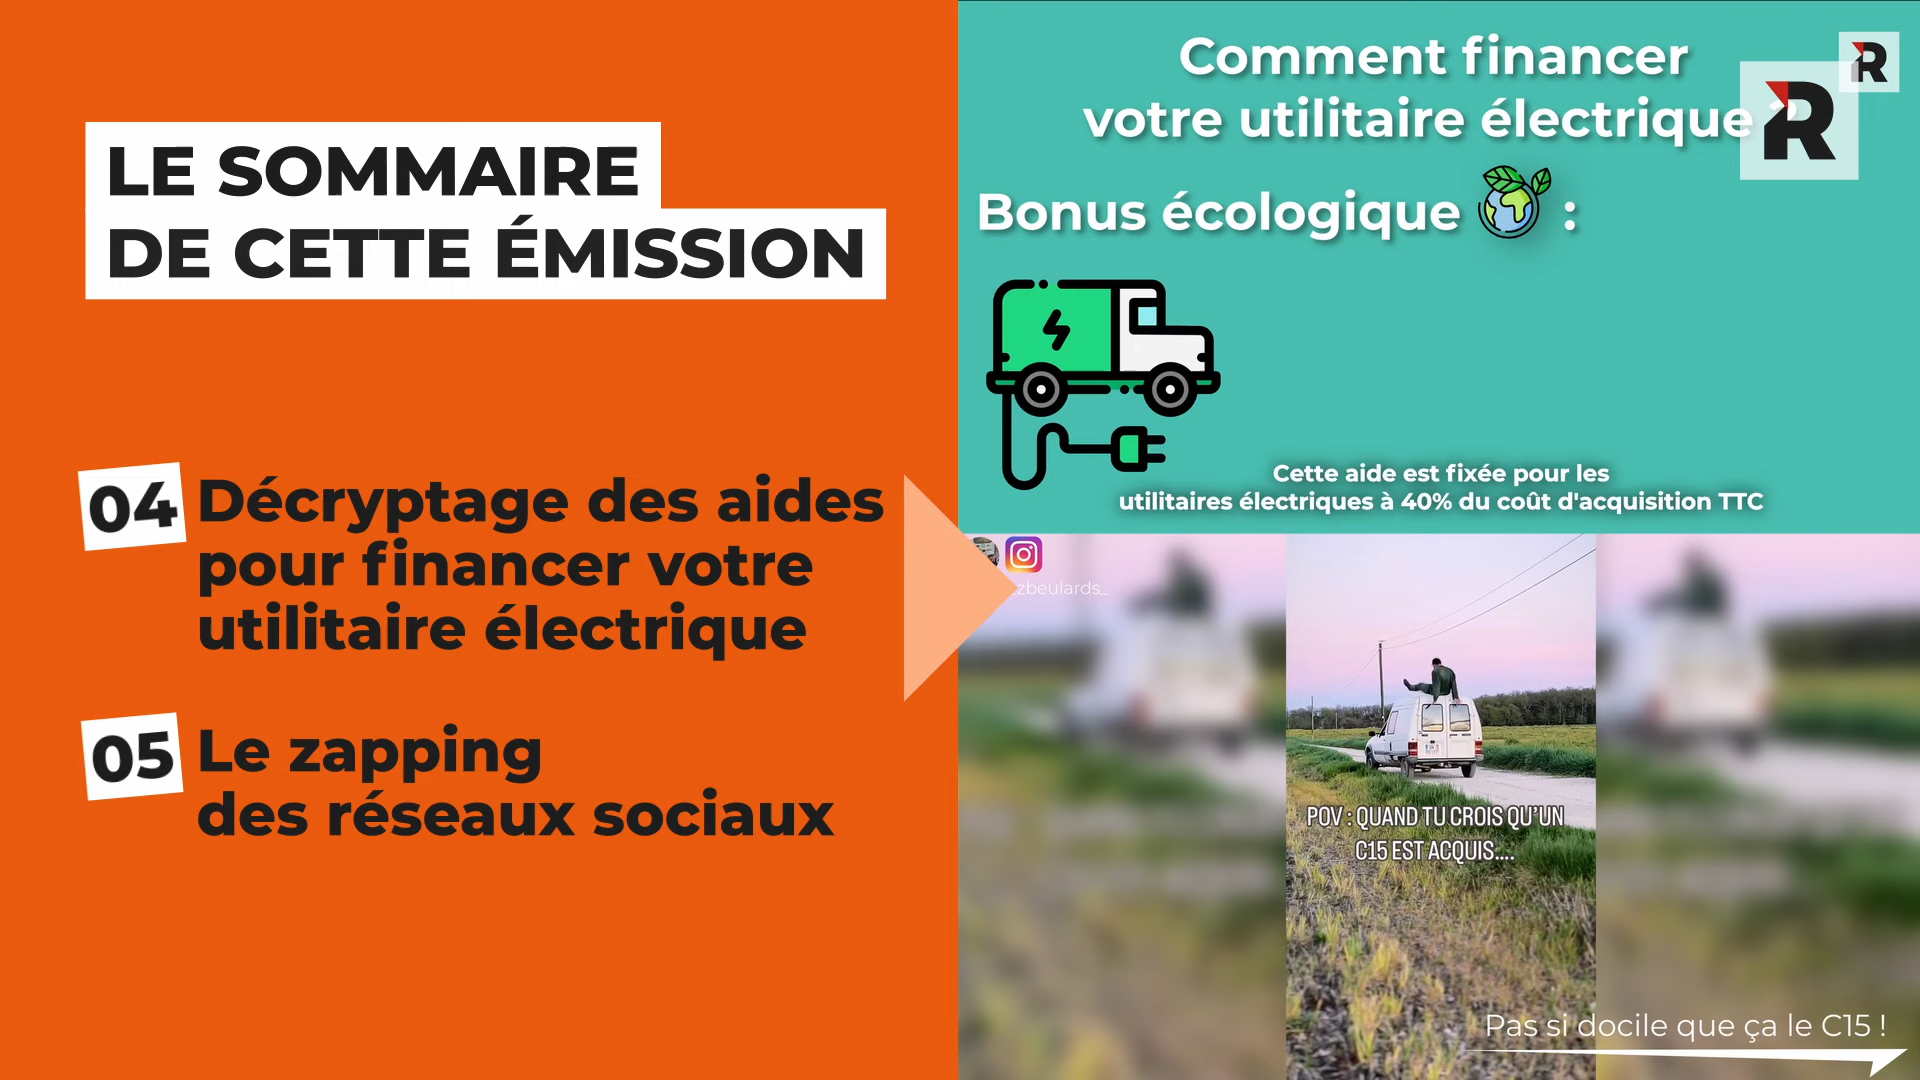 LE SOMMAIRE
DE CETTE ÉMISSION
04
Décryptage des aides
pour financer votre
utilitaire électrique
05
Le zapping
des réseaux sociaux
Comment financer
votre utilitaire électrique ?
R
R
Bonus écologique :
Cette aide est fixée pour les
utilitaires électriques à 40% du coût d'acquisition TTC
zbeulards_
POV : QUAND TU CROIS QU'UN
C15 EST ACQUIS....
Pas si docile que ça le C15 !